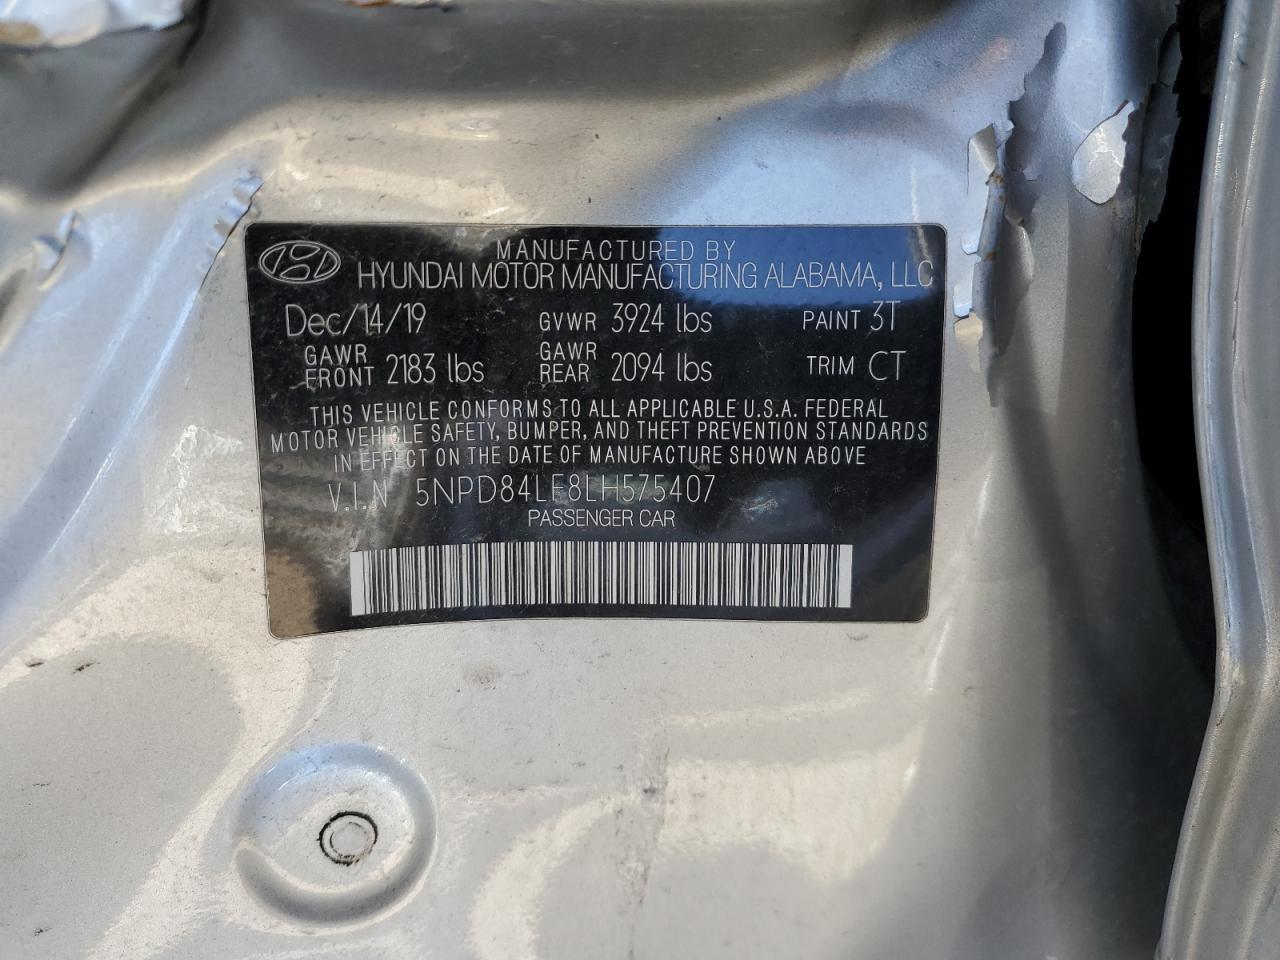 MANUFACTURED BY
HYUNDAI MOTOR MANUFACTURING ALABAMA, LLC
Dec/14/19 GVWR 3924 lbs PAINT 3T
GAWR FRONT 2183 lbs GAWR REAR 2094 lbs TRIM CT
THIS VEHICLE CONFORMS TO ALL APPLICABLE U.S.A. FEDERAL
MOTOR VEHICLE SAFETY, BUMPER, AND THEFT PREVENTION STANDARDS
IN EFFECT ON THE DATE OF MANUFACTURE SHOWN ABOVE
V.I.N 5NPD84LF8LH575407
PASSENGER CAR